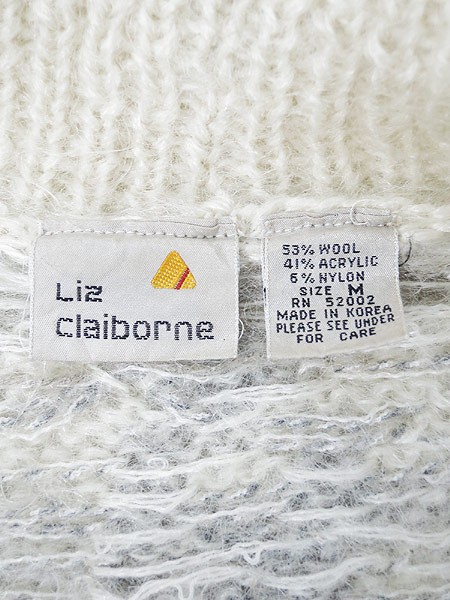 Liz
claiborne
53% WOOL
41% ACRYLIC
6% NYLON
SIZE M
RN 52002
MADE IN KOREA
PLEASE SEE UNDER
FOR CARE